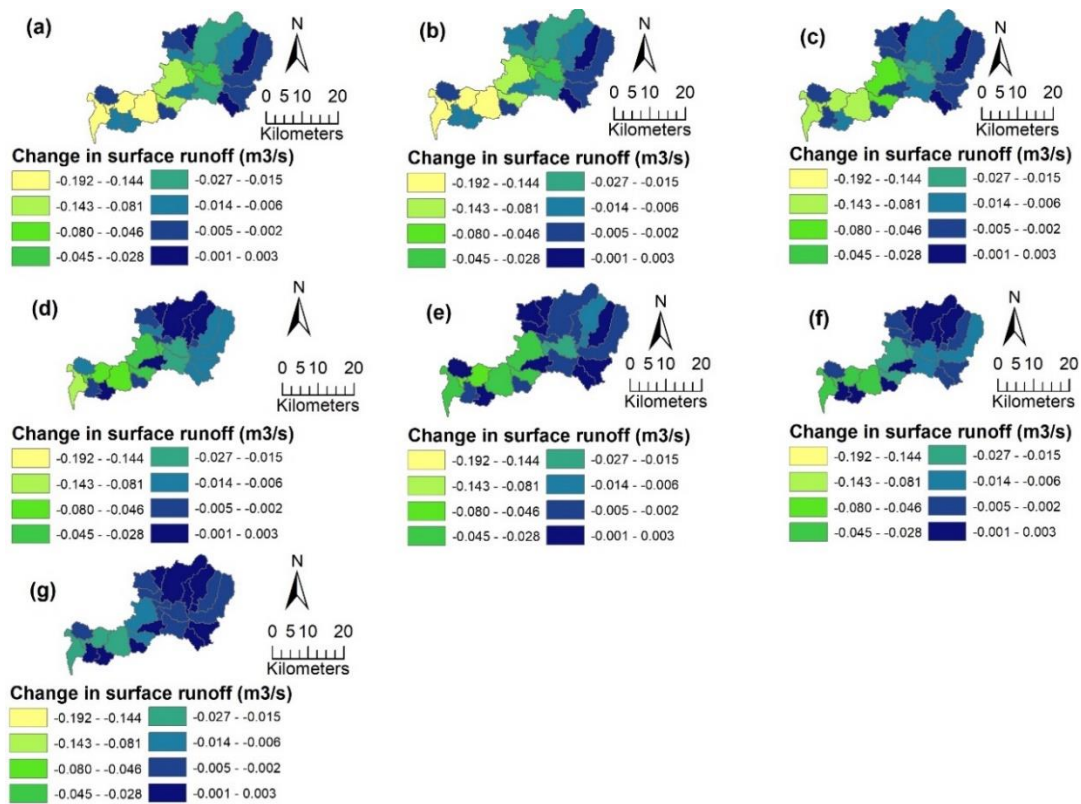 (a)
N
0 510 20
Kilometers
Change in surface runoff (m3/s)
-0.192 - -0.144 -0.027 - -0.015
-0.143 - -0.081 -0.014 - -0.006
-0.080 - -0.046 -0.005 - -0.002
-0.045 - -0.028 -0.001 - 0.003
(b)
N
0 510 20
Kilometers
Change in surface runoff (m3/s)
-0.192 - -0.144 -0.027 - -0.015
-0.143 - -0.081 -0.014 - -0.006
-0.080 - -0.046 -0.005 - -0.002
-0.045 - -0.028 -0.001 - 0.003
(c)
N
0 510 20
Kilometers
Change in surface runoff (m3/s)
-0.192 - -0.144 -0.027 - -0.015
-0.143 - -0.081 -0.014 - -0.006
-0.080 - -0.046 -0.005 - -0.002
-0.045 - -0.028 -0.001 - 0.003
(d)
N
0 510 20
Kilometers
Change in surface runoff (m3/s)
-0.192 - -0.144 -0.027 - -0.015
-0.143 - -0.081 -0.014 - -0.006
-0.080 - -0.046 -0.005 - -0.002
-0.045 - -0.028 -0.001 - 0.003
(e)
N
0 510 20
Kilometers
Change in surface runoff (m3/s)
-0.192 - -0.144 -0.027 - -0.015
-0.143 - -0.081 -0.014 - -0.006
-0.080 - -0.046 -0.005 - -0.002
-0.045 - -0.028 -0.001 - 0.003
(f)
N
0 510 20
Kilometers
Change in surface runoff (m3/s)
-0.192 - -0.144 -0.027 - -0.015
-0.143 - -0.081 -0.014 - -0.006
-0.080 - -0.046 -0.005 - -0.002
-0.045 - -0.028 -0.001 - 0.003
(g)
N
0 510 20
Kilometers
Change in surface runoff (m3/s)
-0.192 - -0.144 -0.027 - -0.015
-0.143 - -0.081 -0.014 - -0.006
-0.080 - -0.046 -0.005 - -0.002
-0.045 - -0.028 -0.001 - 0.003